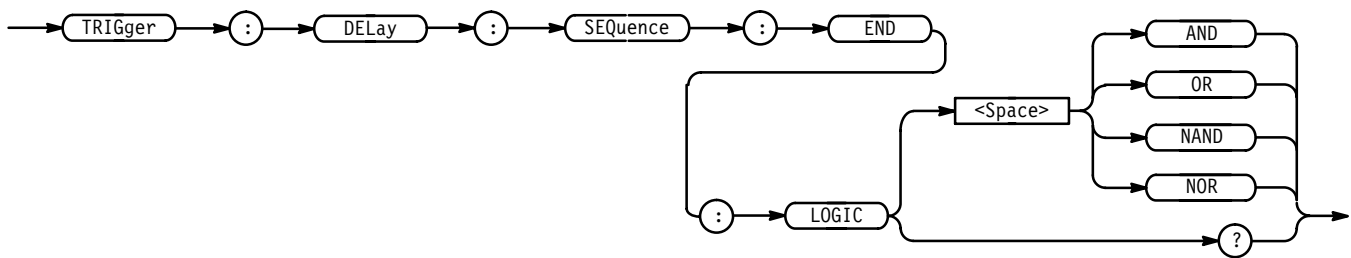 TRIGger : DELay : SEQuence : END
AND
OR
<Space>
NAND
NOR
: LOGIC
?